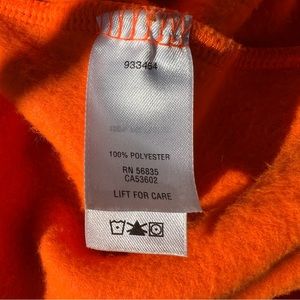 933464
100% POLYESTER
RN 56835
CA53602
LIFT FOR CARE